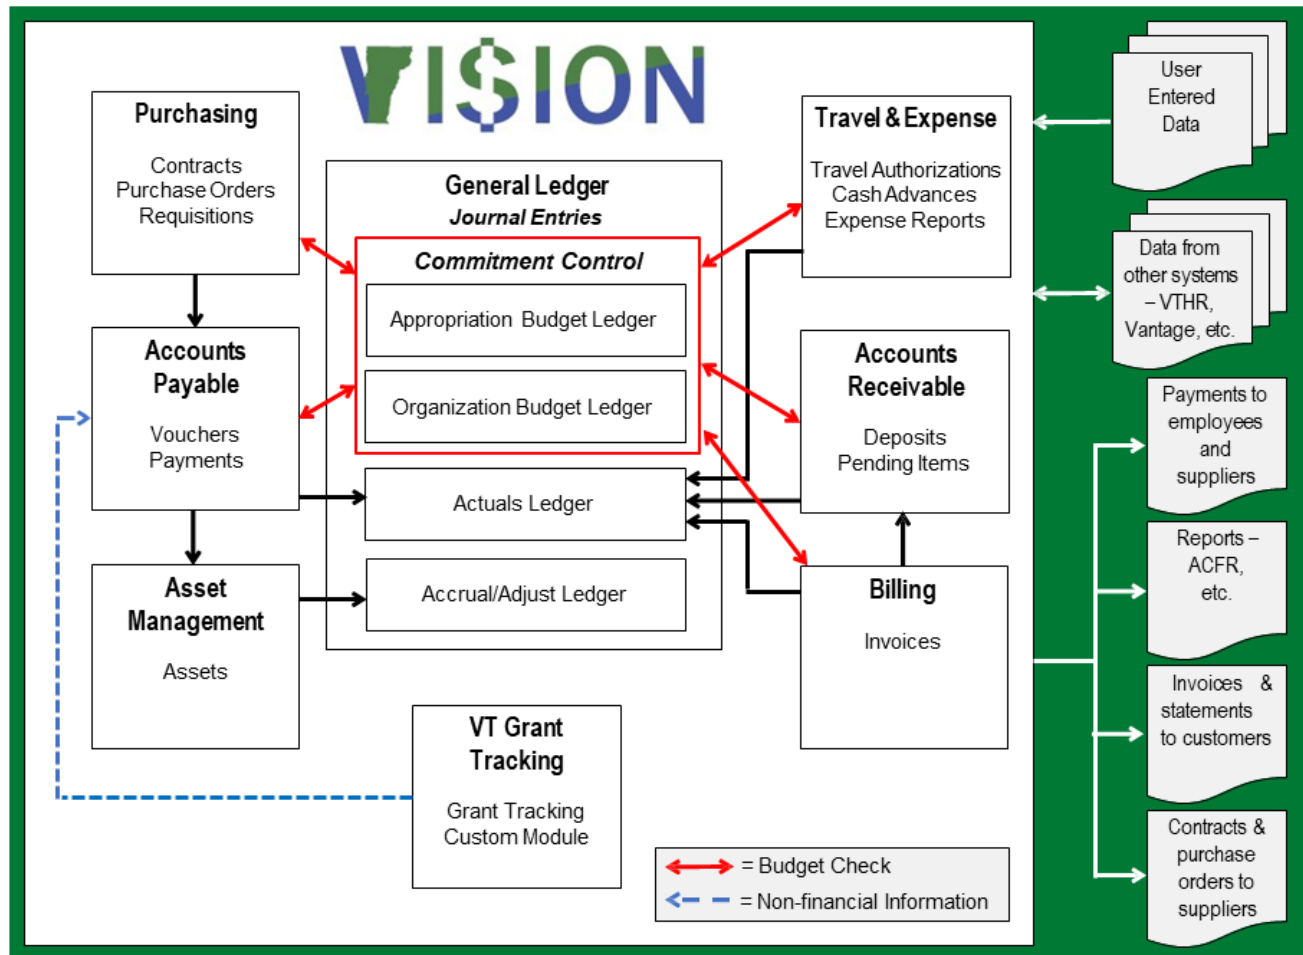 VI$ION
Purchasing
Contracts
Purchase Orders
Requisitions
Accounts
Payable
Vouchers
Payments
Asset
Management
Assets
General Ledger
Journal Entries
Commitment Control
Appropriation Budget Ledger
Organization Budget Ledger
Actuals Ledger
Accrual/Adjust Ledger
VT Grant
Tracking
Grant Tracking
Custom Module
Travel & Expense
Travel Authorizations
Cash Advances
Expense Reports
Accounts
Receivable
Deposits
Pending Items
Billing
Invoices
= Budget Check
= Non-financial Information
User
Entered
Data
Data from
other systems
– VTHR,
Vantage, etc.
Payments to
employees
and
suppliers
Reports –
ACFR,
etc.
Invoices &
statements
to customers
Contracts &
purchase
orders to
suppliers